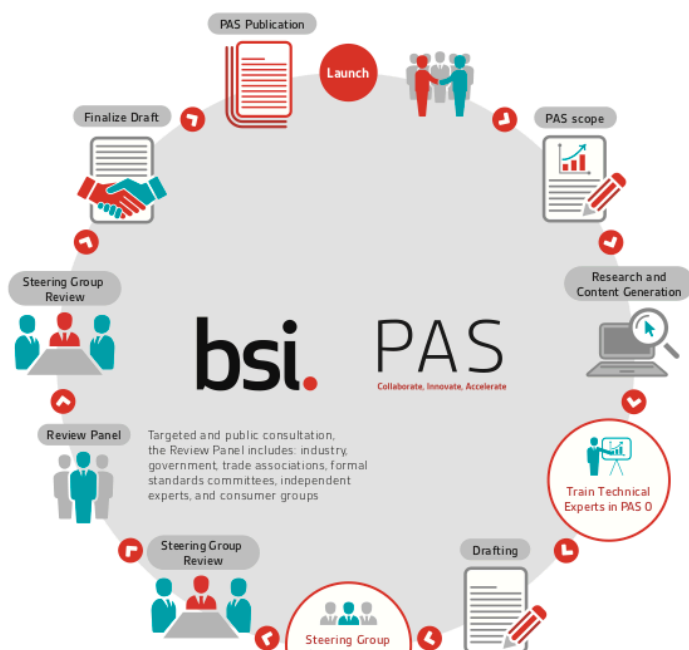 PAS Publication
Launch
PAS scope
Research and
Content Generation
Train Technical
Experts in PAS 0
Drafting
Steering Group
Steering Group
Review
Review Panel
Targeted and public consultation,
the Review Panel includes: industry,
government, trade associations, formal
standards committees, independent
experts, and consumer groups
Steering Group
Review
Finalize Draft
bsi.
PAS
Collaborate, Innovate, Accelerate